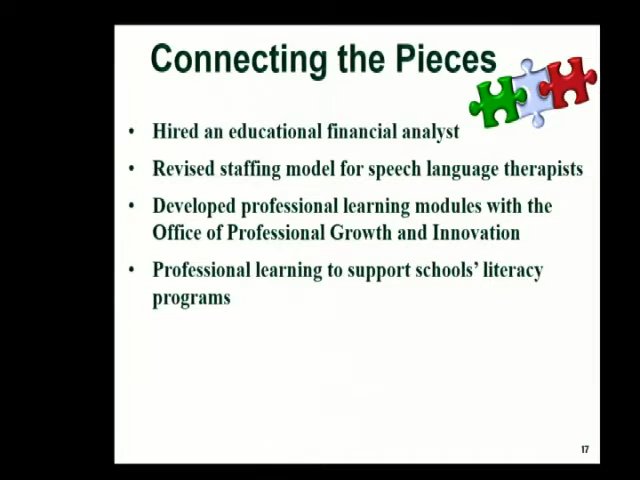 Connecting the Pieces
• Hired an educational financial analyst
• Revised staffing model for speech language therapists
• Developed professional learning modules with the
Office of Professional Growth and Innovation
• Professional learning to support schools’ literacy
programs
17